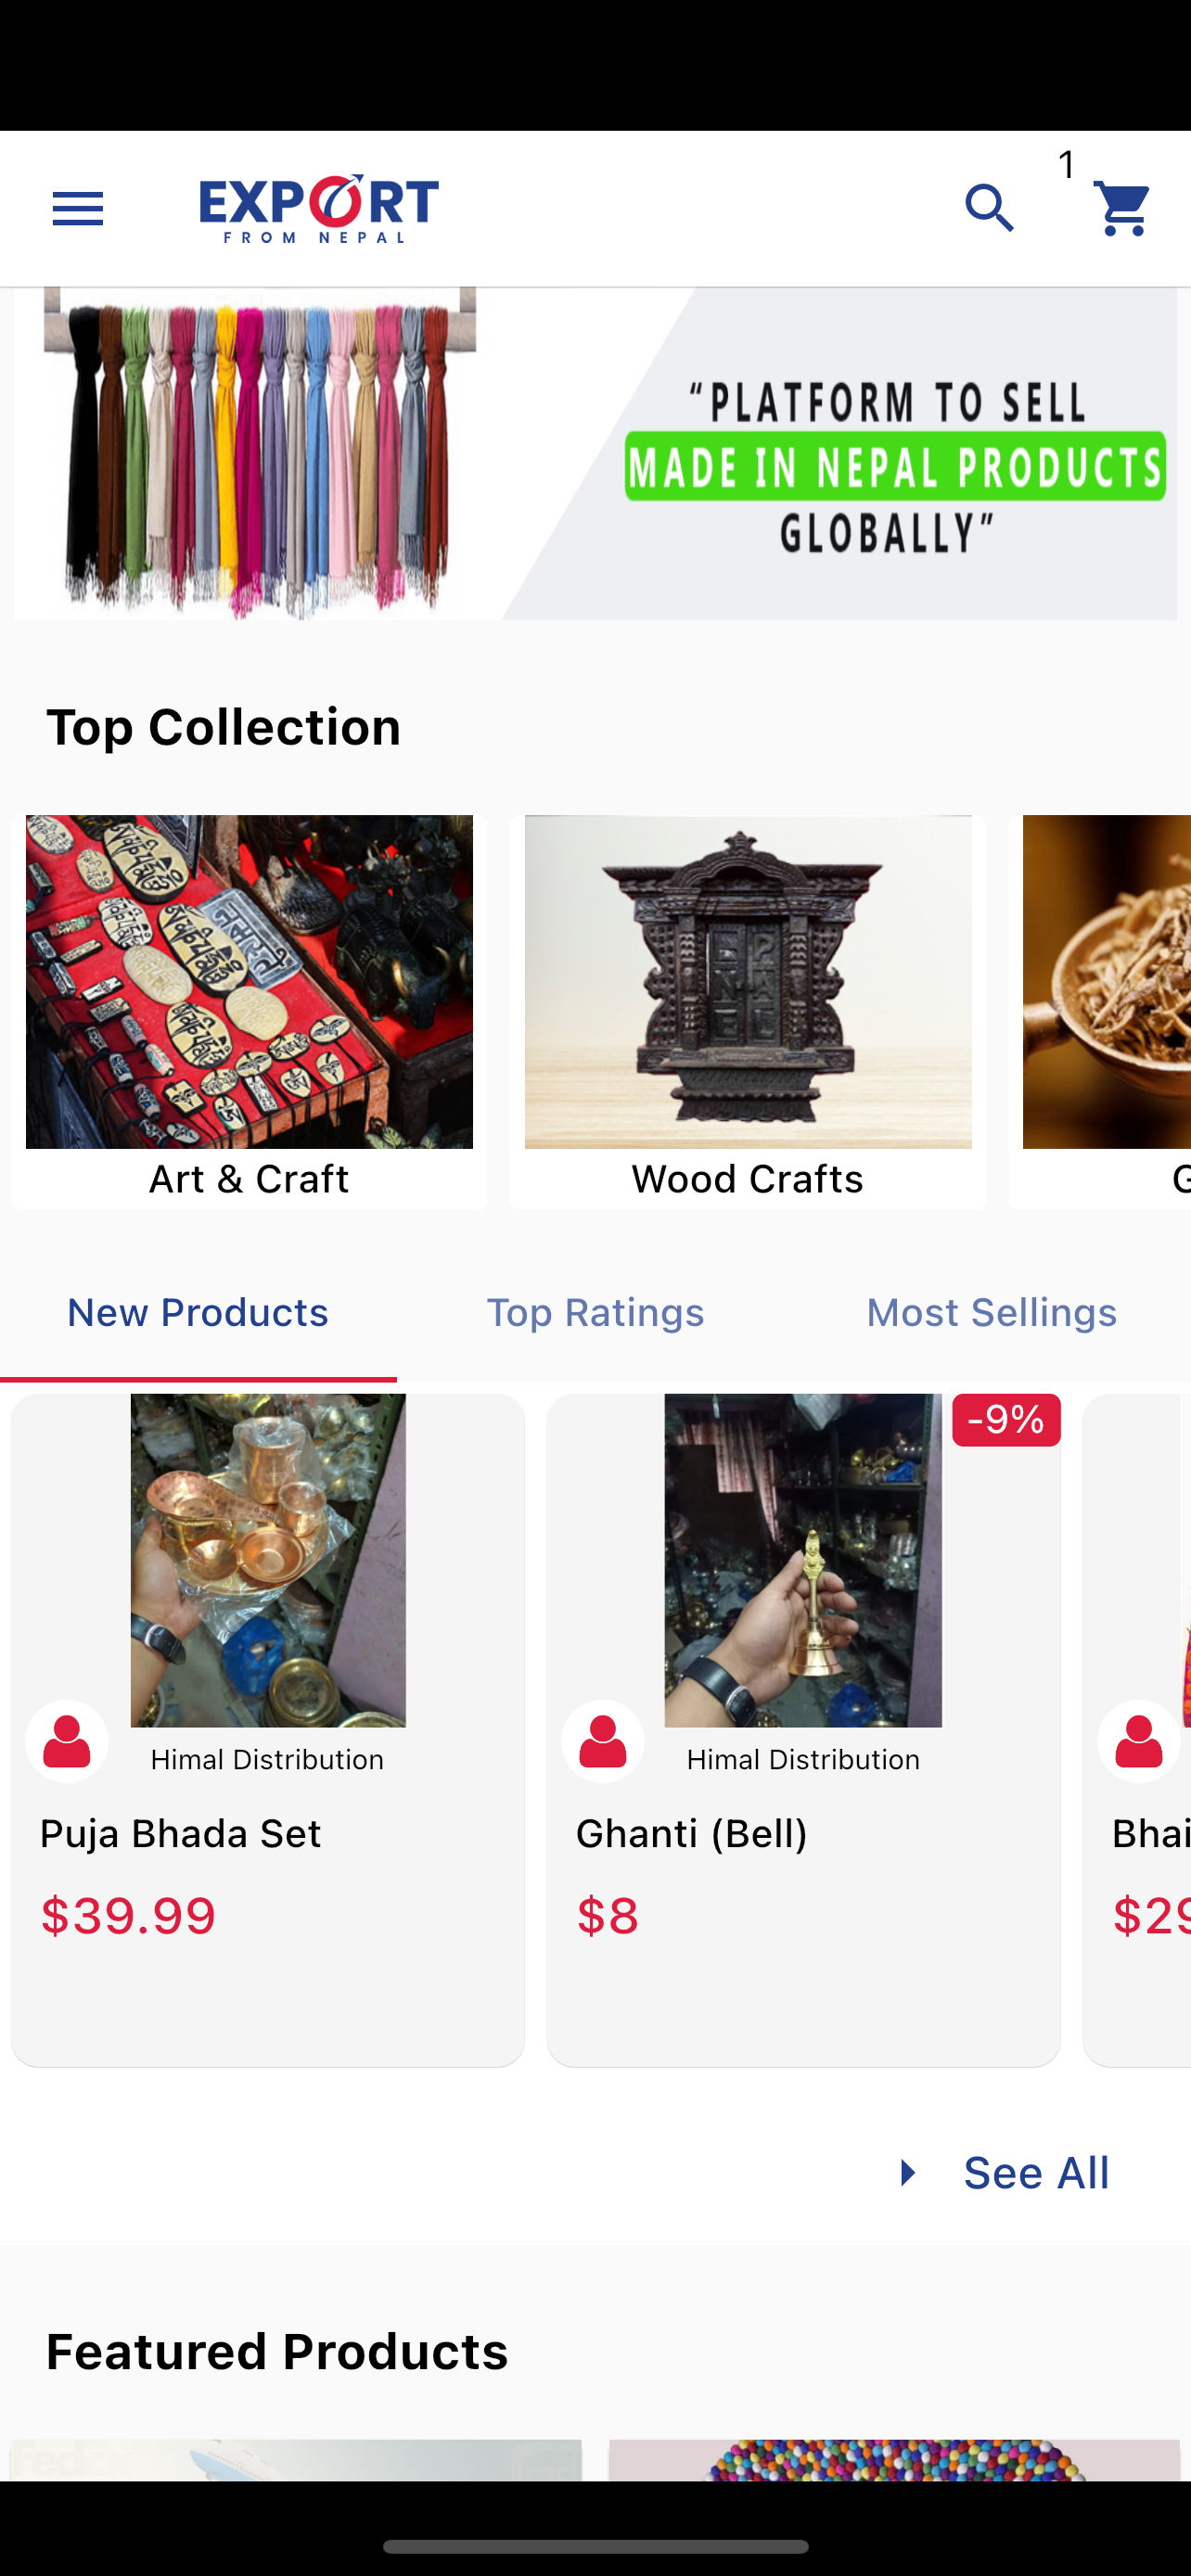 1
EXPORT
FROM NEPAL
“PLATFORM TO SELL
MADE IN NEPAL PRODUCTS
GLOBALLY”
Top Collection
Art & Craft
Wood Crafts
G
New Products
Top Ratings
Most Sellings
-9%
Himal Distribution
Himal Distribution
Puja Bhada Set
Ghanti (Bell)
Bhai
$39.99
$8
$29
See All
Featured Products